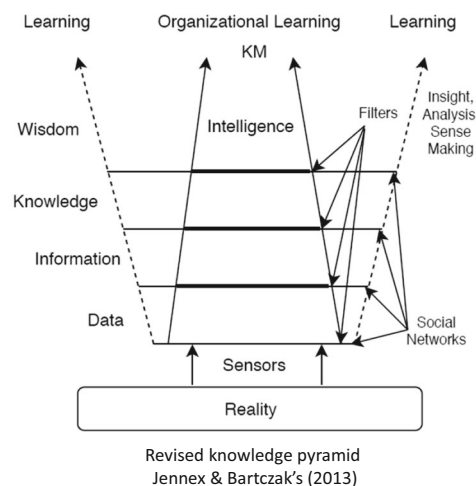 Learning
Organizational Learning
Learning
KM
Wisdom
Intelligence
Filters
Insight,
Analysis
Sense
Making
Knowledge
Information
Data
Social
Networks
Sensors
Reality
Revised knowledge pyramid
Jennex & Bartczak's (2013)